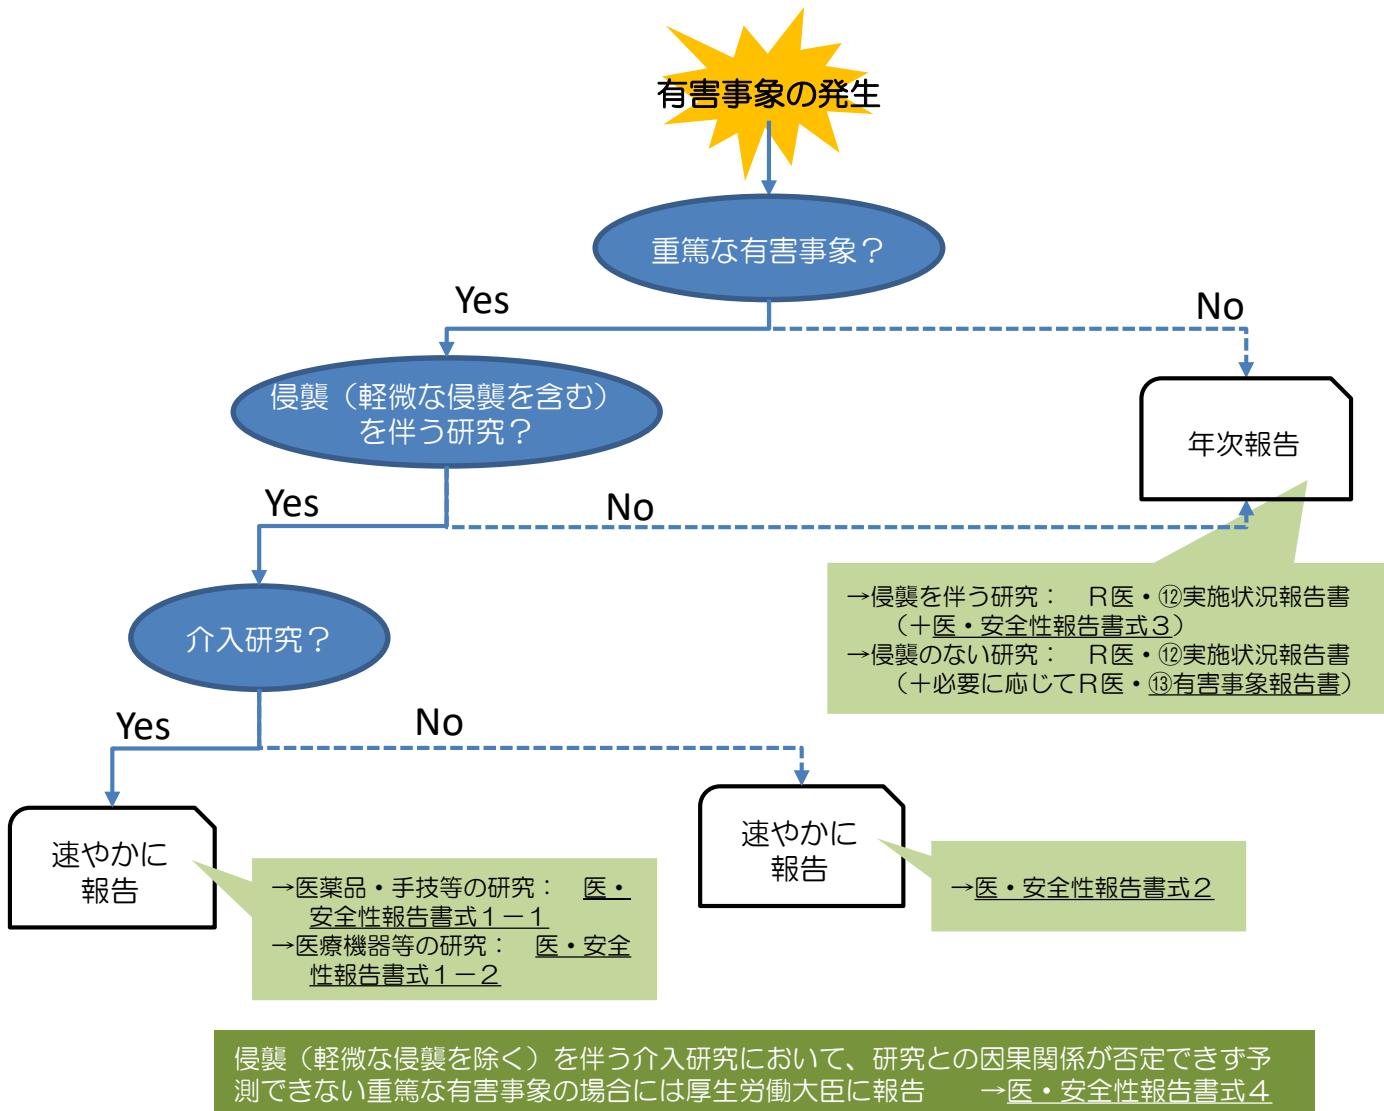 有害事象の発生
重篤な有害事象？
Yes
No
侵襲（軽微な侵襲を含む）
を伴う研究？
年次報告
Yes
No
→侵襲を伴う研究：　Ｒ医・⑫実施状況報告書
（＋医・安全性報告書式３）
→侵襲のない研究：　Ｒ医・⑫実施状況報告書
（＋必要に応じてＲ医・⑬有害事象報告書）
介入研究？
Yes
No
速やかに
報告
→医薬品・手技等の研究：　医・
安全性報告書式１－１
→医療機器等の研究：　医・安全
性報告書式１－２
速やかに
報告
→医・安全性報告書式２
侵襲（軽微な侵襲を除く）を伴う介入研究において、研究との因果関係が否定できず予
測できない重篤な有害事象の場合には厚生労働大臣に報告　　→医・安全性報告書式４